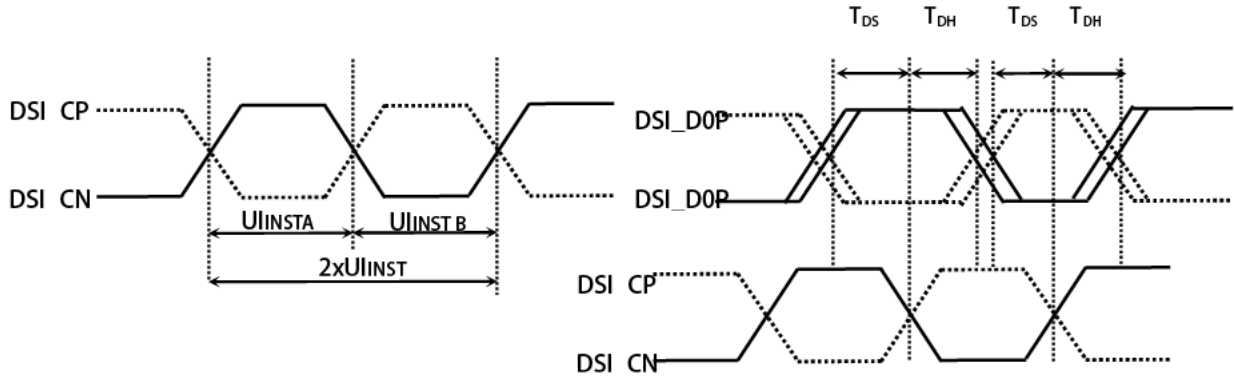 DSI CP
DSI CN
UIINSTA
UIINST B
2xUIINST
TDS TDH TDS TDH
DSI_D0P
DSI_D0P
DSI CP
DSI CN